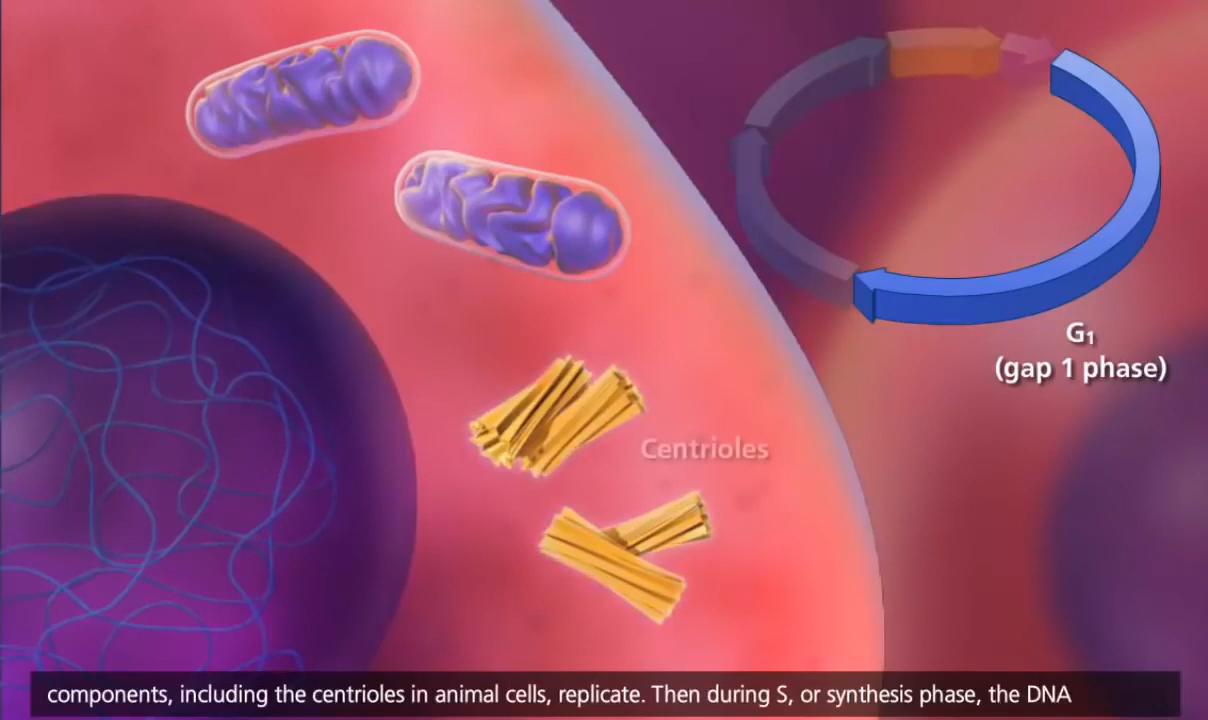 G₁
(gap 1 phase)
Centrioles
components, including the centrioles in animal cells, replicate. Then during S, or synthesis phase, the DNA